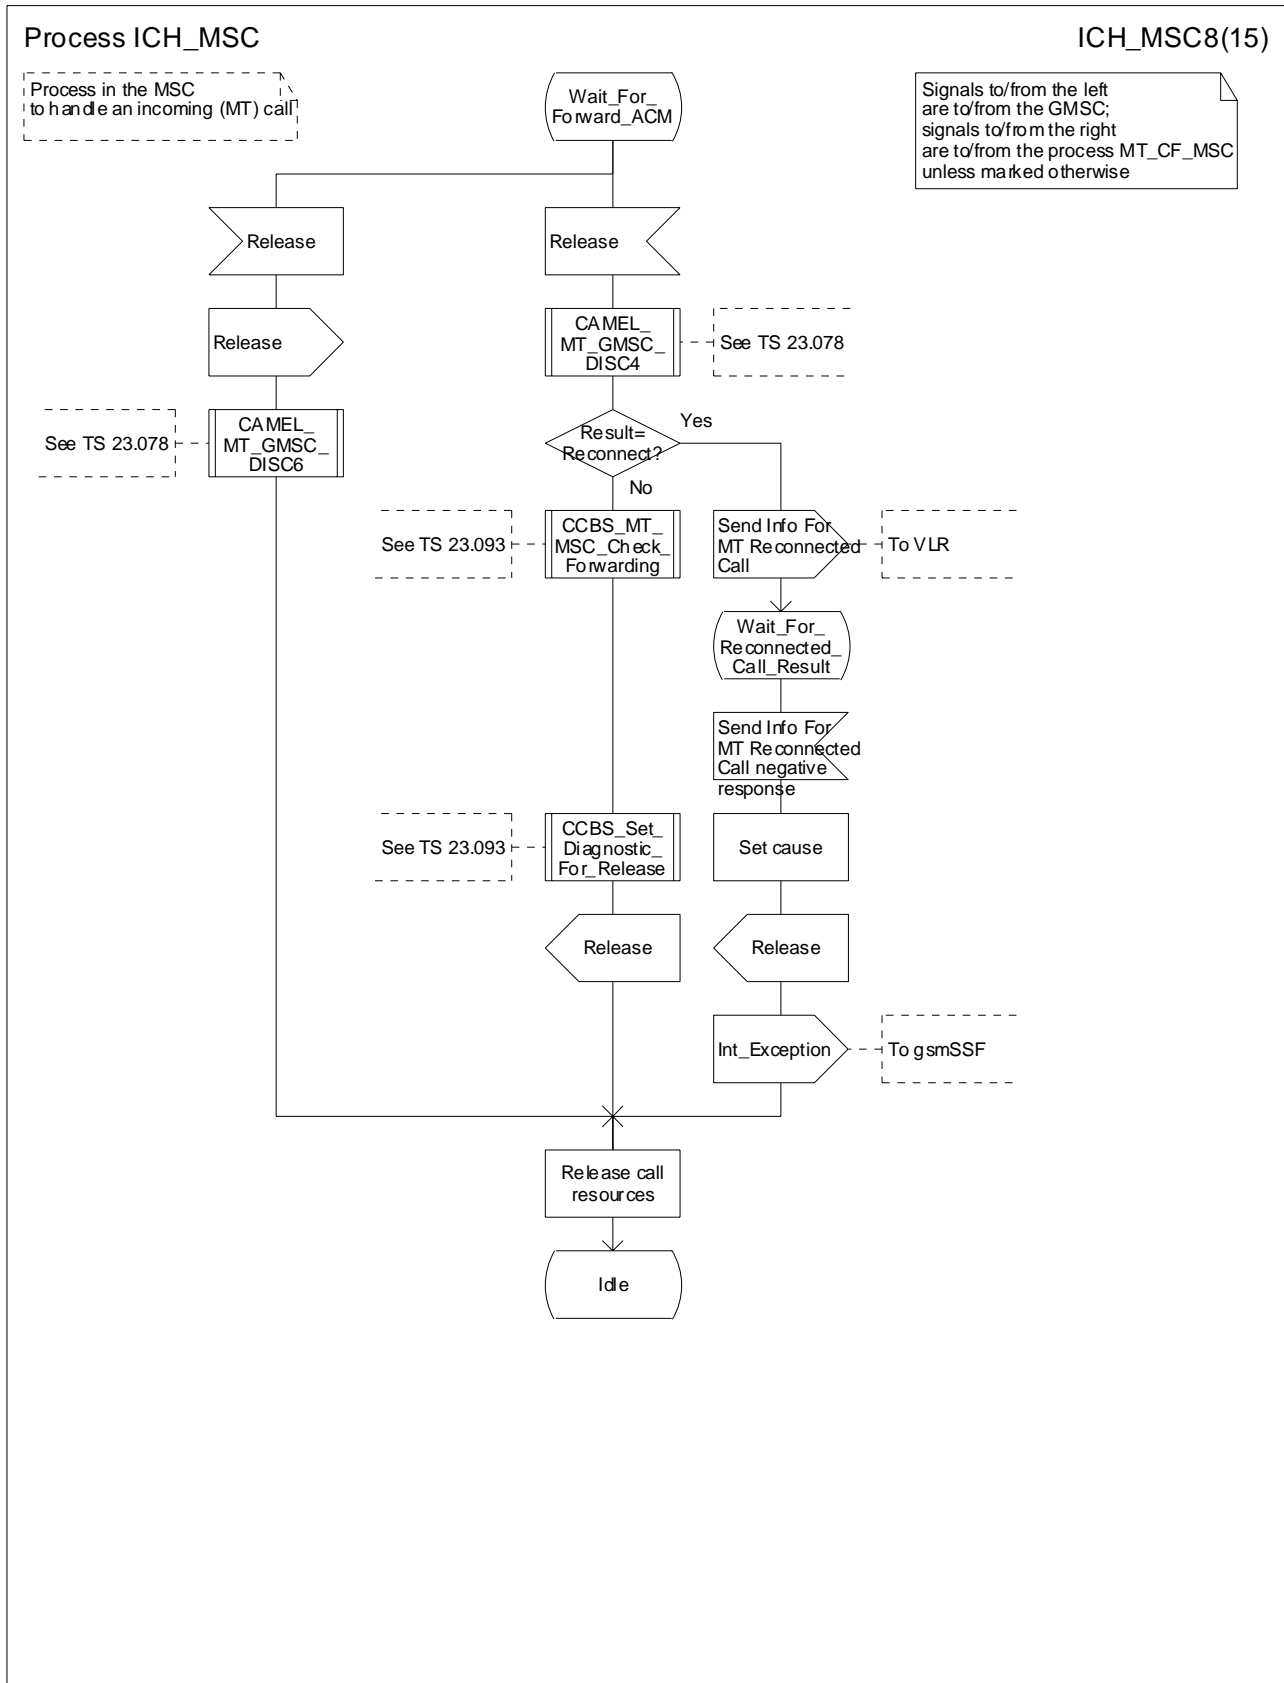 Process ICH_MSC
ICH_MSC8(15)
Process in the MSC
to handle an incoming (MT) call
Wait_For_
Forward_ACM
Signals to/from the left
are to/from the GMSC;
signals to/from the right
are to/from the process MT_CF_MSC
unless marked otherwise
Release
Release
Release
CAMEL_
MT_GMSC_
DISC4
See TS 23.078
See TS 23.078
CAMEL_
MT_GMSC_
DISC6
Result=
Reconnect?
Yes
No
See TS 23.093
CCBS_MT_
MSC_Check_
Forwarding
Send Info For
MT Reconnected
Call
To VLR
Wait_For_
Reconnected_
Call_Result
Send Info For
MT Reconnected
Call negative
response
See TS 23.093
CCBS_Set_
Diagnostic_
For_Release
Set cause
Release
Release
Int_Exception
To gsmSSF
Release call
resources
Idle